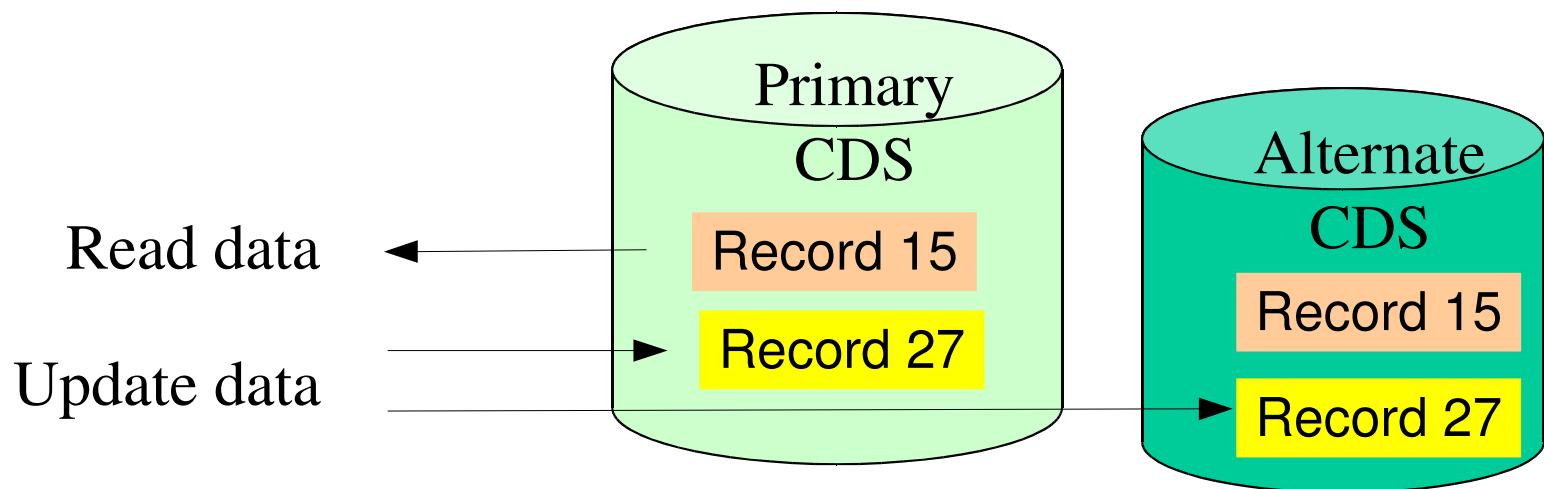 Primary
CDS
Alternate
CDS
Read data
Record 15
Record 15
Update data
Record 27
Record 27